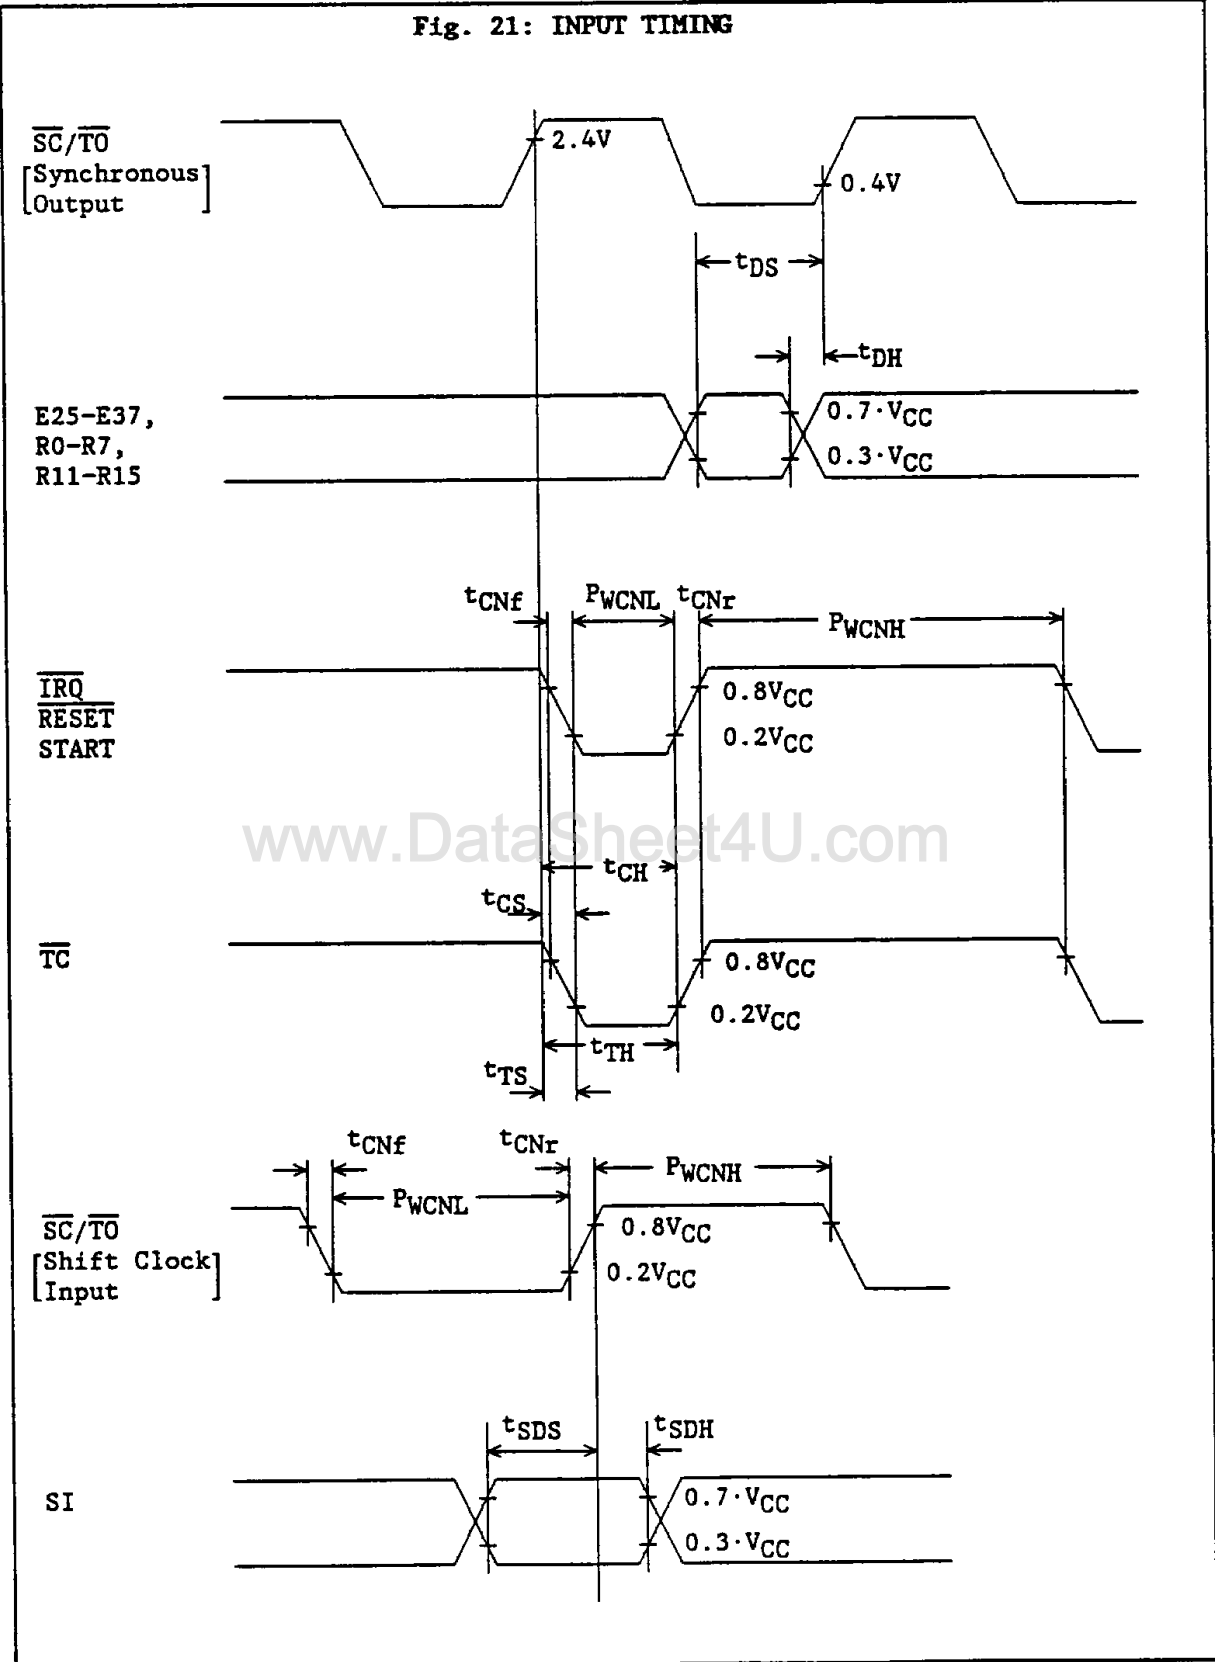 Fig. 21: INPUT TIMING
SC/TO
[Synchronous]
[Output]
2.4V
0.4V
tDS
tDH
E25-E37,
R0-R7,
R11-R15
0.7·VCC
0.3·VCC
tCNf
PWCNL
tCNr
PWCNH
IRQ
RESET
START
0.8VCC
0.2VCC
www.DataSheet4U.com
tCH
tCS
TC
0.8VCC
0.2VCC
tTH
tTS
tCNf
tCNr
PWCNH
PWCNL
SC/TO
[Shift Clock]
[Input]
0.8VCC
0.2VCC
tSDS
tSDH
SI
0.7·VCC
0.3·VCC